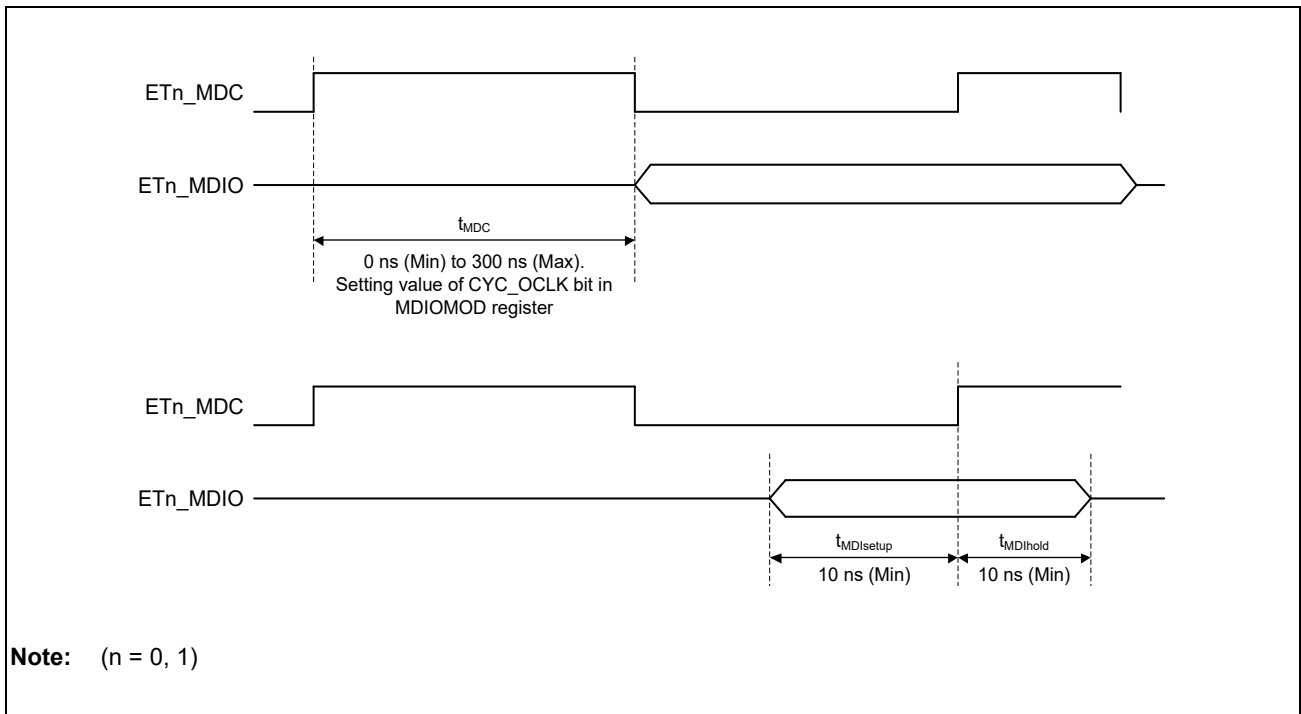 ETn_MDC
ETn_MDIO
tMDC
0 ns (Min) to 300 ns (Max).
Setting value of CYC_OCLK bit in
MDIOMOD register
ETn_MDC
ETn_MDIO
tMDIsetup
tMDIhold
10 ns (Min)
10 ns (Min)
Note: (n = 0, 1)